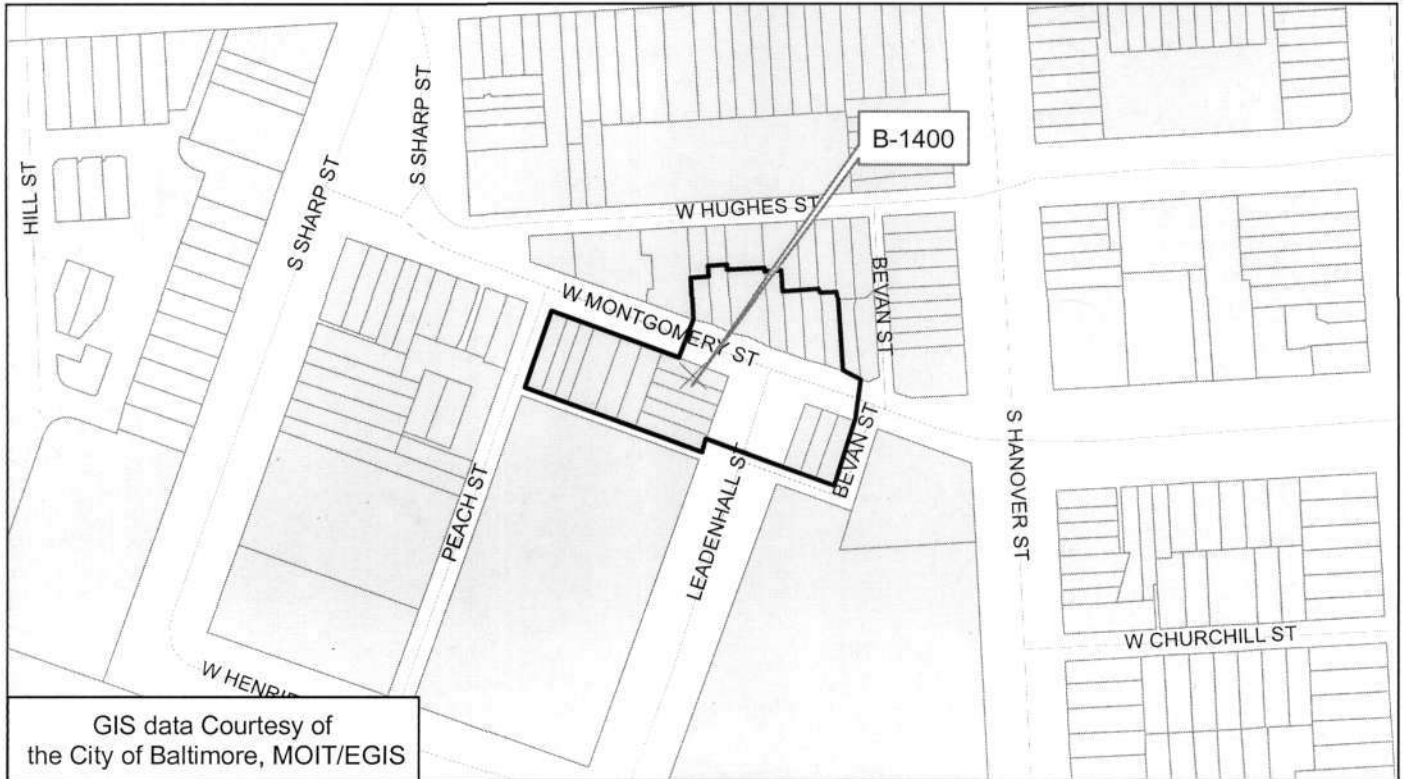 S SHARP ST
B-1400
HILL ST
S SHARP ST
W HUGHES ST
BEVAN ST
W MONTGOMERY ST
BEVAN ST
S HANOVER ST
PEACH ST
LEADENHALL ST
W CHURCHILL ST
GIS data Courtesy of
the City of Baltimore, MOIT/EGIS